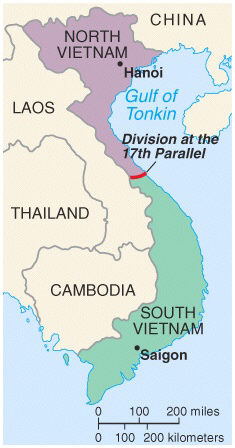 CHINA
NORTH
VIETNAM
Hanoi
LAOS
Gulf of
Tonkin
Division at the
17th Parallel
THAILAND
CAMBODIA
SOUTH
VIETNAM
Saigon
0 100 200 miles
0 100 200 kilometers